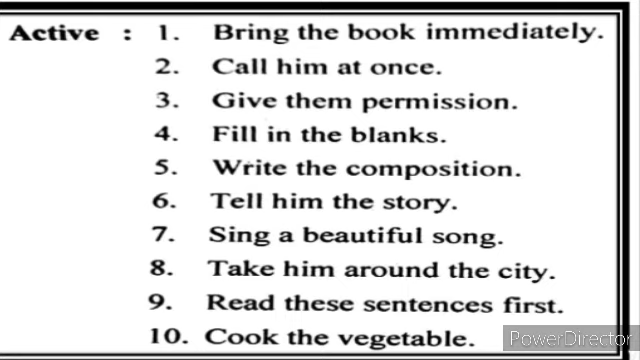 Active : 1. Bring the book immediately.
2. Call him at once.
3. Give them permission.
4. Fill in the blanks.
5. Write the composition.
6. Tell him the story.
7. Sing a beautiful song.
8. Take him around the city.
9. Read these sentences first.
10. Cook the vegetable.
PowerDirector